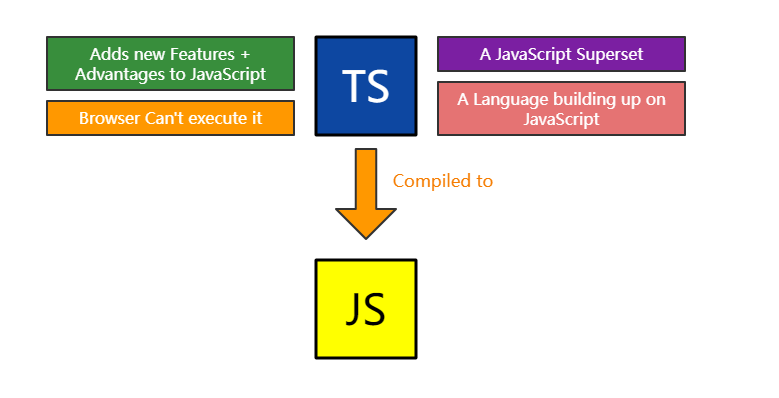 Adds new Features +
Advantages to JavaScript
Browser Can't execute it
TS
A JavaScript Superset
A Language building up on
JavaScript
Compiled to
JS